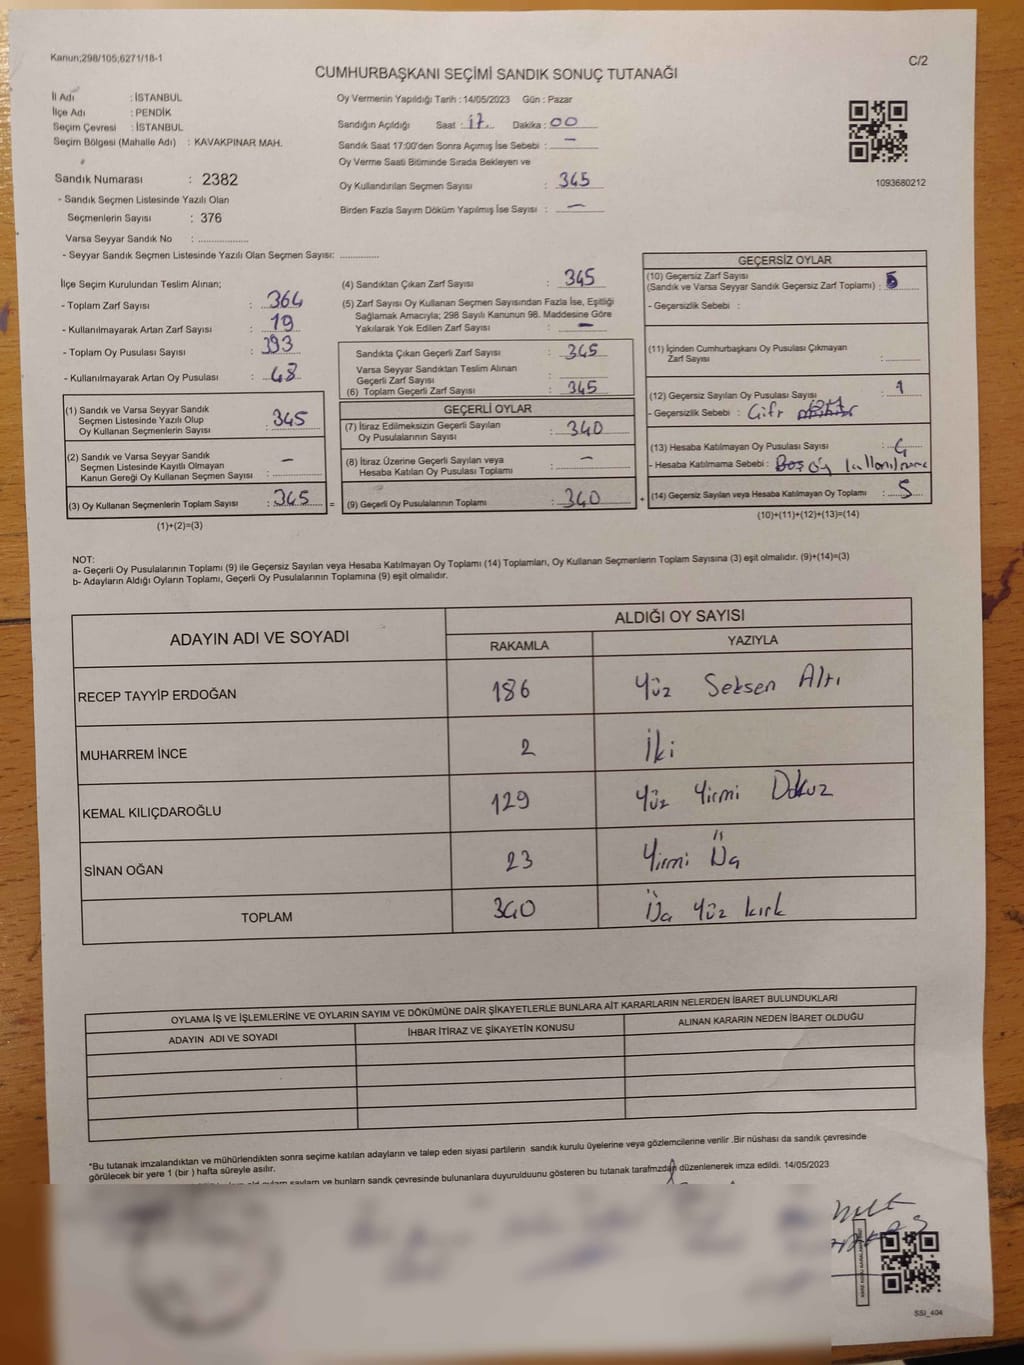 Kanun;298/105;6271/18-1
C/2
CUMHURBAŞKANI SEÇİMİ SANDIK SONUÇ TUTANAĞI
İl Adı : İSTANBUL
İlçe Adı : PENDİK
Seçim Çevresi : İSTANBUL
Seçim Bölgesi (Mahalle Adı) : KAVAKPINAR MAH.
Sandık Numarası : 2382
- Sandık Seçmen Listesinde Yazılı Olan
Seçmenlerin Sayısı : 376
Varsa Seyyar Sandık No : ..................
- Seyyar Sandık Seçmen Listesinde Yazılı Olan Seçmen Sayısı: ..............
Oy Vermenin Yapıldığı Tarih : 14/05/2023 Gün : Pazar
Sandığın Açıldığı Saat : 17 Dakika : 00
Sandık Saat 17:00'den Sonra Açımış İse Sebebi : —
Oy Verme Saati Bitiminde Sırada Bekleyen ve
Oy Kullandırılan Seçmen Sayısı : 345
Birden Fazla Sayım Döküm Yapılmış İse Sayısı : —
1093680212
İlçe Seçim Kurulundan Teslim Alınan;
- Toplam Zarf Sayısı : 364
- Kullanılmayarak Artan Zarf Sayısı : 19
- Toplam Oy Pusulası Sayısı : 393
- Kullanılmayarak Artan Oy Pusulası : 48
(1) Sandık ve Varsa Seyyar Sandık
Seçmen Listesinde Yazılı Olup
Oy Kullanan Seçmenlerin Sayısı : 345
(2) Sandık ve Varsa Seyyar Sandık
Seçmen Listesinde Kayıtlı Olmayan
Kanun Gereği Oy Kullanan Seçmen Sayısı : —
(3) Oy Kullanan Seçmenlerin Toplam Sayısı : 345 =
(1)+(2)=(3)
(4) Sandıktan Çıkan Zarf Sayısı : 345
(5) Zarf Sayısı Oy Kullanan Seçmen Sayısından Fazla İse, Eşitliği
Sağlamak Amacıyla; 298 Sayılı Kanunun 98. Maddesine Göre
Yakılarak Yok Edilen Zarf Sayısı : —
Sandıkta Çıkan Geçerli Zarf Sayısı : 345
Varsa Seyyar Sandıktan Teslim Alınan
Geçerli Zarf Sayısı :
(6) Toplam Geçerli Zarf Sayısı : 345
GEÇERLİ OYLAR
(7) İtiraz Edilmeksizin Geçerli Sayılan
Oy Pusulalarının Sayısı : 340
(8) İtiraz Üzerine Geçerli Sayılan veya
Hesaba Katılan Oy Pusulası Toplamı : —
(9) Geçerli Oy Pusulalarının Toplamı : 340 +
GEÇERSİZ OYLAR
(10) Geçersiz Zarf Sayısı
(Sandık ve Varsa Seyyar Sandık Geçersiz Zarf Toplamı) :
- Geçersizlik Sebebi :
(11) İçinden Cumhurbaşkanı Oy Pusulası Çıkmayan
Zarf Sayısı :
(12) Geçersiz Sayılan Oy Pusulası Sayısı : 1
- Geçersizlik Sebebi : Çift
(13) Hesaba Katılmayan Oy Pusulası Sayısı : 4
- Hesaba Katılmama Sebebi : Boş Oy
(14) Geçersiz Sayılan veya Hesaba Katılmayan Oy Toplamı : 5
(10)+(11)+(12)+(13)=(14)
NOT:
a- Geçerli Oy Pusulalarının Toplamı (9) ile Geçersiz Sayılan veya Hesaba Katılmayan Oy Toplamı (14) Toplamları, Oy Kullanan Seçmenlerin Toplam Sayısına (3) eşit olmalıdır. (9)+(14)=(3)
b- Adayların Aldığı Oyların Toplamı, Geçerli Oy Pusulalarının Toplamına (9) eşit olmalıdır.
ADAYIN ADI VE SOYADI
ALDIĞI OY SAYISI
RAKAMLA YAZIYLA
RECEP TAYYİP ERDOĞAN 186 Yüz Seksen Altı
MUHARREM İNCE 2 İki
KEMAL KILIÇDAROĞLU 129 Yüz Yirmi Dokuz
SİNAN OĞAN 23 Yirmi Üç
TOPLAM 340 Üç Yüz kırk
OYLAMA İŞ VE İŞLEMLERİNE VE OYLARIN SAYIM VE DÖKÜMÜNE DAİR ŞİKAYETLERLE BUNLARA AİT KARARLARIN NELERDEN İBARET BULUNDUKLARI
ADAYIN ADI VE SOYADI İHBAR İTİRAZ VE ŞİKAYETİN KONUSU ALINAN KARARIN NEDEN İBARET OLDUĞU
*Bu tutanak imzalandıktan ve mühürlendikten sonra seçime katılan adayların ve talep eden siyasi partilerin sandık kurulu üyelerine veya gözlemcilerine verilir .Bir nüshası da sandık çevresinde
görülecek bir yere 1 (bir ) hafta süreyle asılır.
sayım ve bunların sandk çevresinde bulunanlara duyurulduunu gösteren bu tutanak tarafmzdan düzenlenerek imza edildi. 14/05/2023
SSI_404